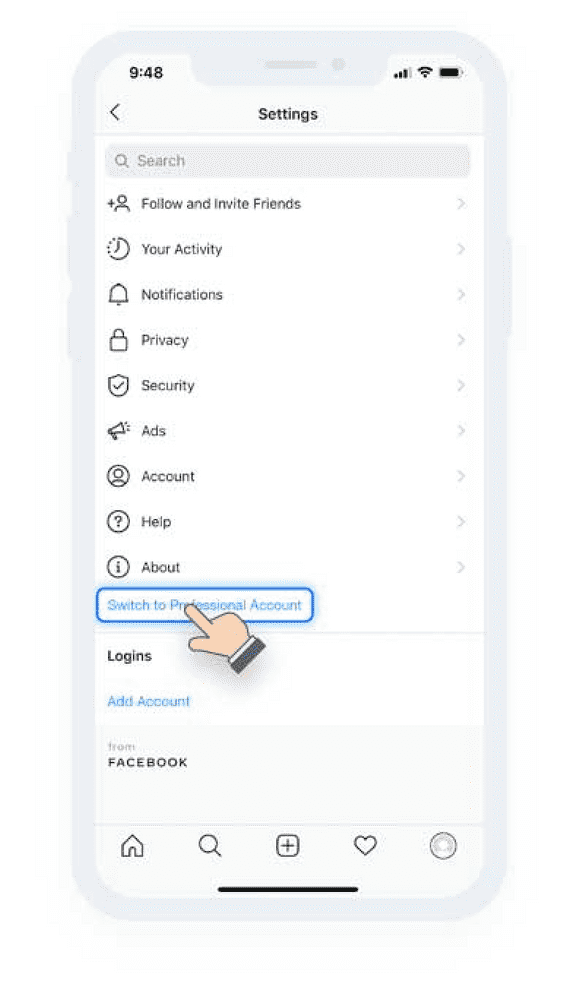 9:48
Settings
Search
Follow and Invite Friends
Your Activity
Notifications
Privacy
Security
Ads
Account
Help
About
Switch to Professional Account
Logins
Add Account
from
FACEBOOK